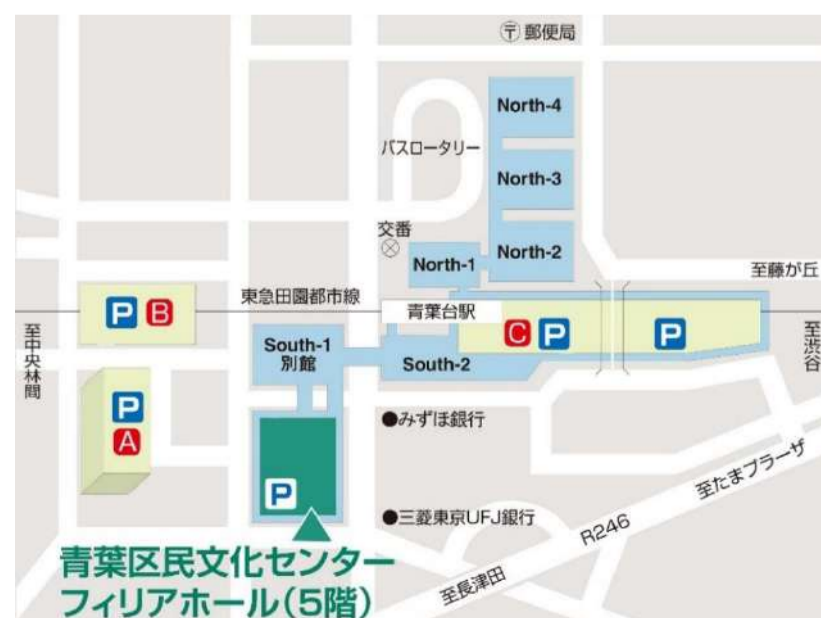 〒郵便局
North-4
バスロータリー
North-3
交番
North-2
North-1
至藤が丘
東急田園都市線
青葉台駅
P B
C P
P
至中央林間
至渋谷
South-1
別館
South-2
P
A
●みずほ銀行
至たまプラーザ
P
●三菱東京UFJ銀行
R246
至長津田
青葉区民文化センター
フィリアホール(5階)